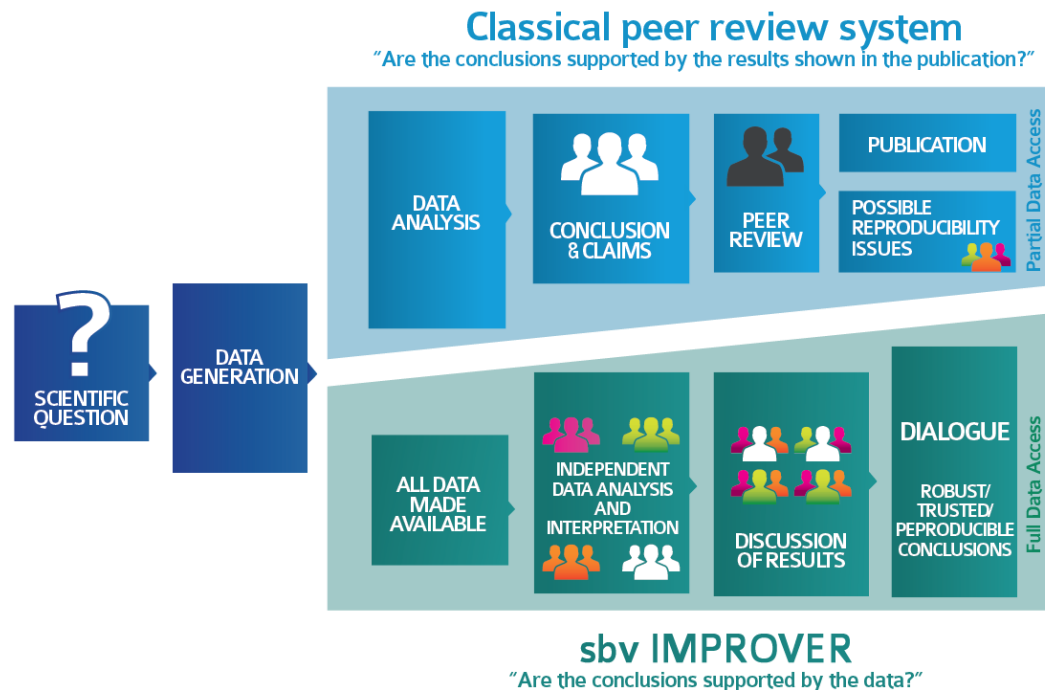 Classical peer review system
"Are the conclusions supported by the results shown in the publication?"
DATA
ANALYSIS
CONCLUSION
& CLAIMS
PEER
REVIEW
PUBLICATION
POSSIBLE
REPRODUCIBILITY
ISSUES
Partial Data Access
?
SCIENTIFIC
QUESTION
DATA
GENERATION
ALL DATA
MADE
AVAILABLE
INDEPENDENT
DATA ANALYSIS
AND
INTERPRETATION
DISCUSSION
OF RESULTS
DIALOGUE
ROBUST/
TRUSTED/
PEPRODUCIBLE
CONCLUSIONS
Full Data Access
sbv IMPROVER
"Are the conclusions supported by the data?"